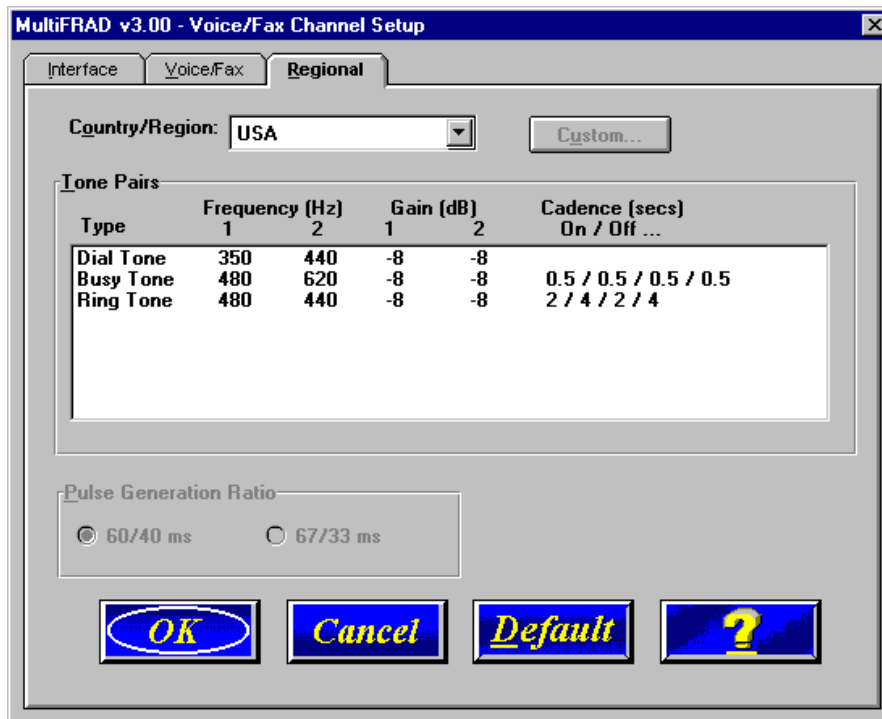 MultiFRAD v3.00 - Voice/Fax Channel Setup
Interface Voice/Fax Regional
Country/Region: USA Custom...
Tone Pairs
Frequency (Hz) Gain (dB) Cadence (secs)
Type 1 2 1 2 On / Off ...
Dial Tone 350 440 -8 -8
Busy Tone 480 620 -8 -8 0.5 / 0.5 / 0.5 / 0.5
Ring Tone 480 440 -8 -8 2 / 4 / 2 / 4
Pulse Generation Ratio
60/40 ms 67/33 ms
OK Cancel Default ?